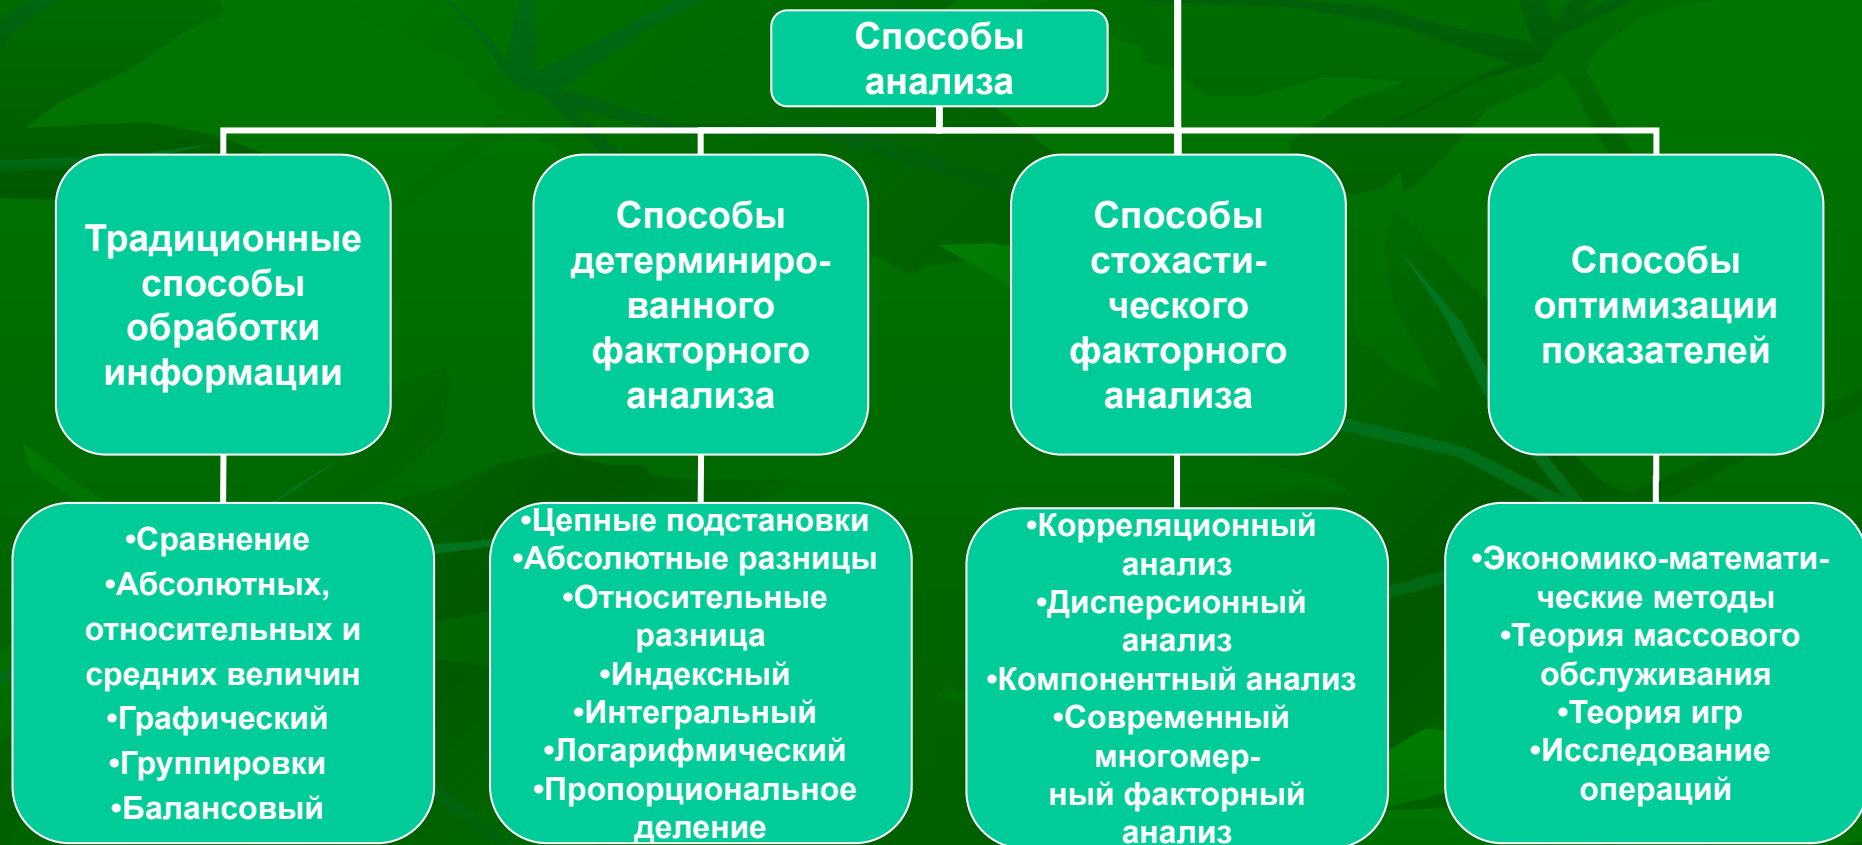 Способы
анализа
Традиционные
способы
обработки
информации
Способы
детерминиро-
ванного
факторного
анализа
Способы
стохасти-
ческого
факторного
анализа
Способы
оптимизации
показателей
•Сравнение
•Абсолютных,
относительных и
средних величин
•Графический
•Группировки
•Балансовый
•Цепные подстановки
•Абсолютные разницы
•Относительные
разница
•Индексный
•Интегральный
•Логарифмический
•Пропорциональное
деление
•Корреляционный
анализ
•Дисперсионный
анализ
•Компонентный анализ
•Современный
многомер-
ный факторный
анализ
•Экономико-математи-
ческие методы
•Теория массового
обслуживания
•Теория игр
•Исследование
операций